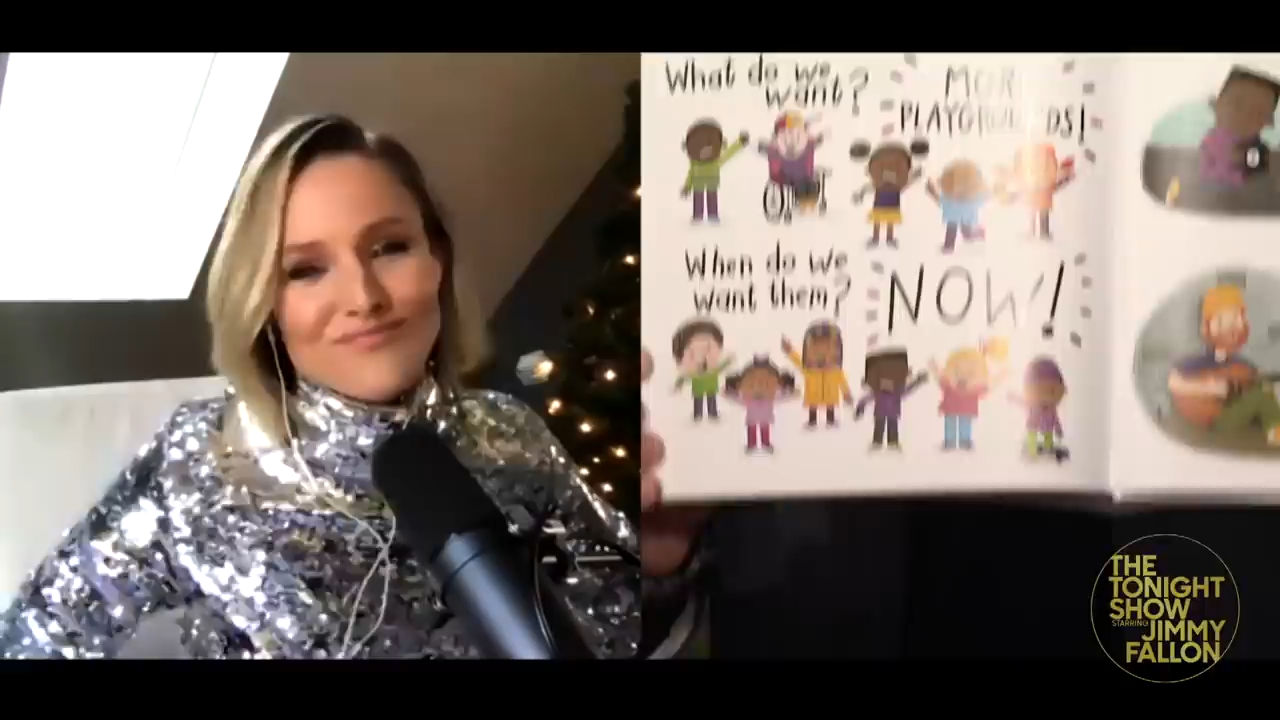 What do we
want?
MORE
PLAYGROUNDS!
When do we
want them?
NOW!
THE
TONIGHT
SHOW
STARRING
JIMMY
FALLON